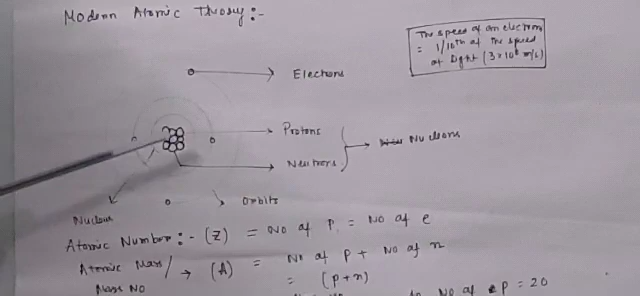 Modern Atomic Theory :-
The speed of an electron
= 1/10th of the speed
of light (3×10⁸ m/s)
Electrons
Protons
Neutrons
Nucleons
Nucleus
Orbits
Atomic Number :- (Z) = No of P = No of e
Atomic Mass/ → (A) = No of P + No of n
Mass No = (p+n)
No of P = 20